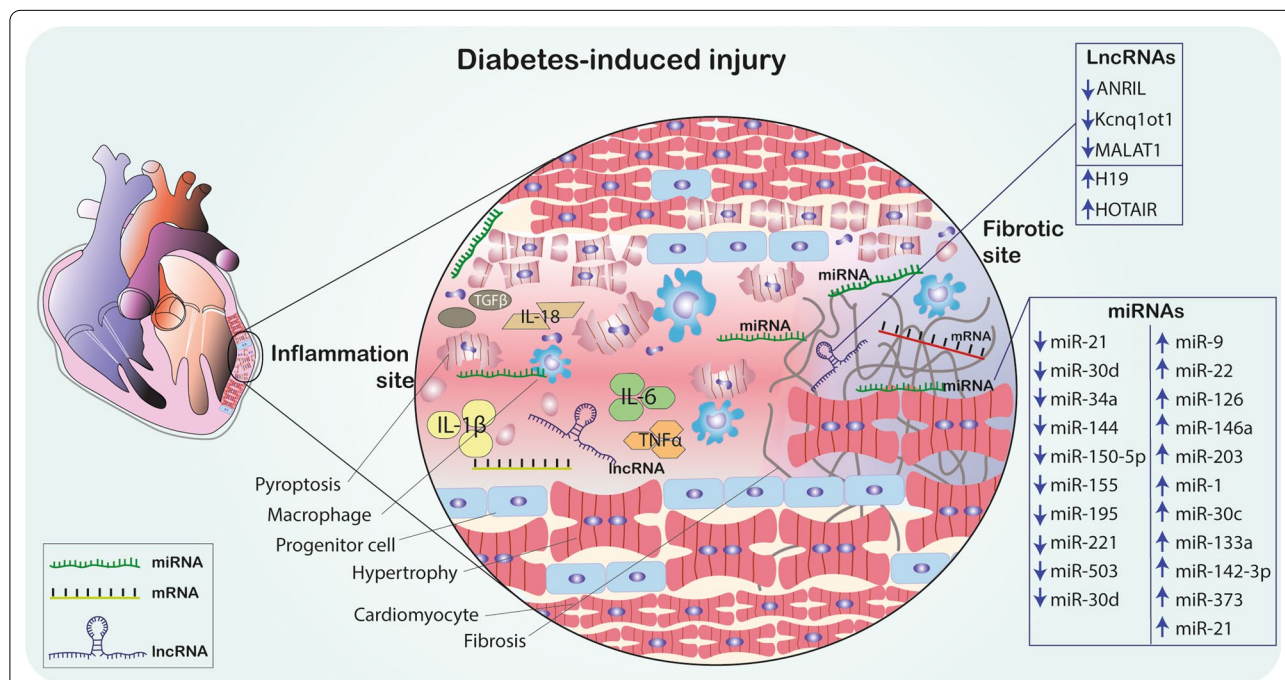 Diabetes-induced injury
LncRNAs
ANRIL
Kcnq1ot1
MALAT1
H19
HOTAIR
Fibrotic
site
miRNA
TGFβ
IL-18
miRNA
mRNA
Inflammation
site
miRNA
IL-6
IL-1β
TNFα
lncRNA
Pyroptosis
Macrophage
Progenitor cell
Hypertrophy
Cardiomyocyte
Fibrosis
miRNAs
miR-21
miR-30d
miR-34a
miR-144
miR-150-5p
miR-155
miR-195
miR-221
miR-503
miR-30d
miR-9
miR-22
miR-126
miR-146a
miR-203
miR-1
miR-30c
miR-133a
miR-142-3p
miR-373
miR-21
miRNA
mRNA
lncRNA